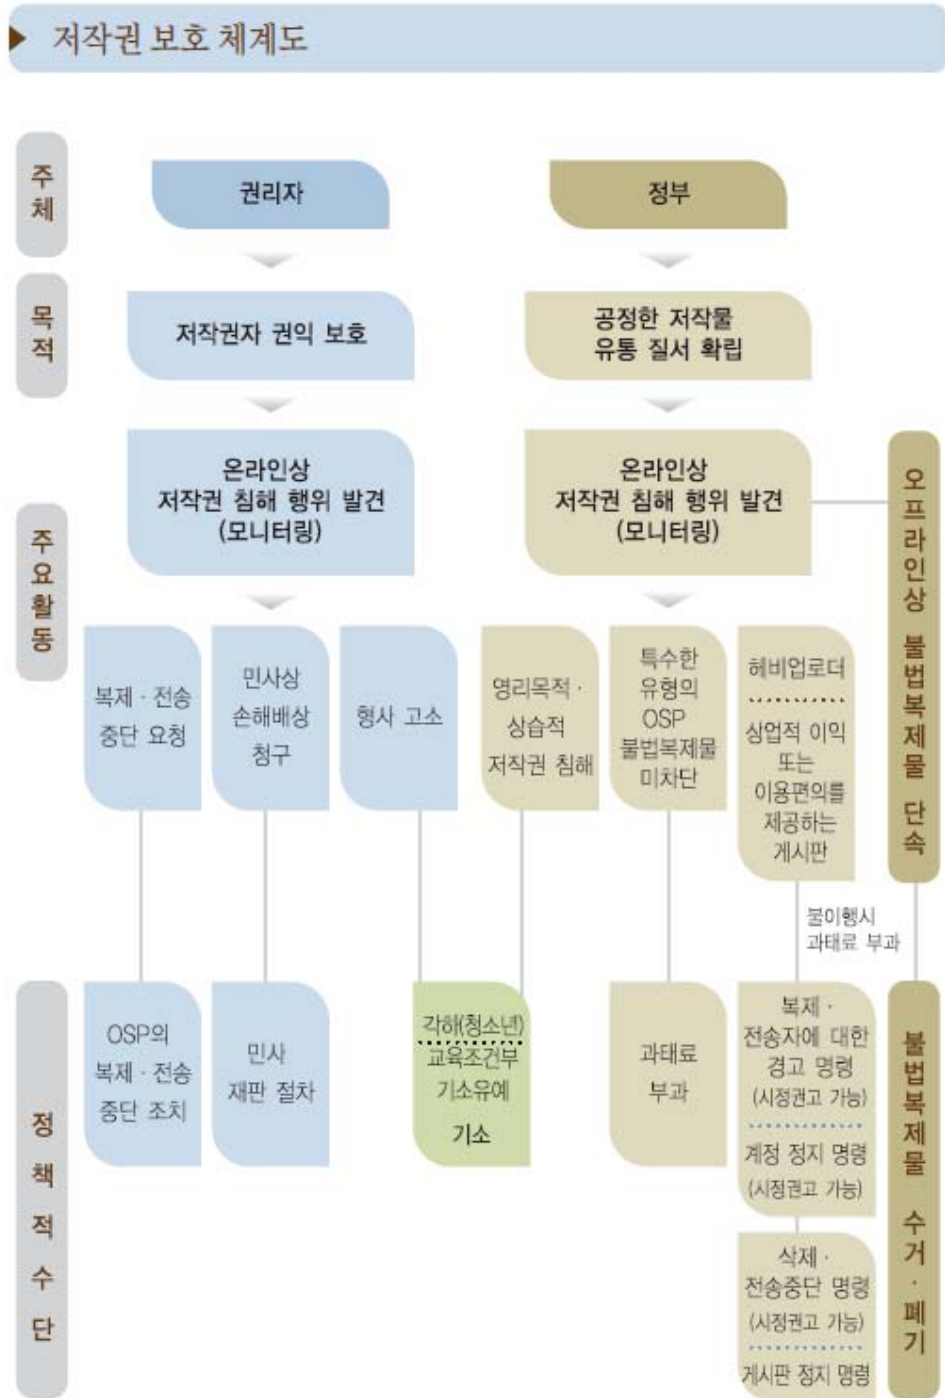 저작권 보호 체계도
주체
권리자
정부
목적
저작권자 권익 보호
공정한 저작물
유통 질서 확립
주요활동
온라인상
저작권 침해 행위 발견
(모니터링)
온라인상
저작권 침해 행위 발견
(모니터링)
오프라인상 불법복제물 단속
복제 · 전송
중단 요청
민사상
손해배상
청구
형사 고소
영리목적 ·
상습적
저작권 침해
특수한
유형의
OSP
불법복제물
미차단
헤비업로더
상업적 이익
또는
이용편의를
제공하는
게시판
불이행시
과태료 부과
정책적수단
OSP의
복제 · 전송
중단 조치
민사
재판 절차
각하(청소년)
교육조건부
기소유예
기소
과태료
부과
복제 ·
전송자에 대한
경고 명령
(시정권고 가능)
계정 정지 명령
(시정권고 가능)
삭제 ·
전송중단 명령
(시정권고 가능)
게시판 정지 명령
불법복제물 수거 · 폐기